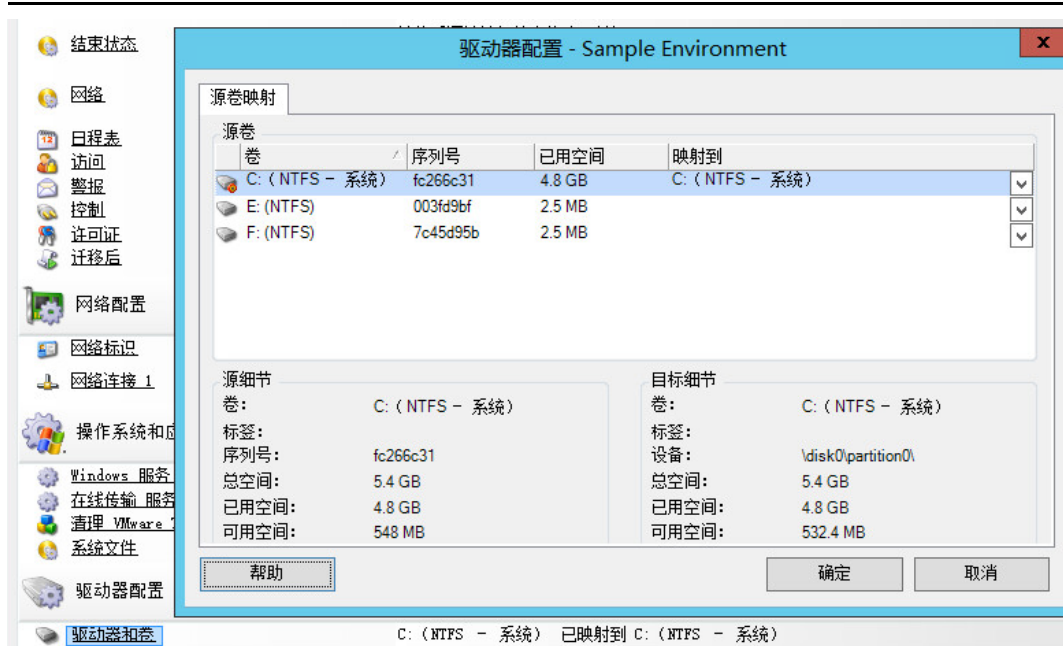 结束状态
网络
日程表
访问
警报
控制
许可证
迁移后
网络配置
网络标识
网络连接 1
操作系统和应
Windows 服务
在线传输 服务
清理 VMware
系统文件
驱动器配置
驱动器和卷
驱动器配置 - Sample Environment
x
源卷映射
源卷
卷 序列号 已用空间 映射到
C: ( NTFS - 系统) fc266c31 4.8 GB C: ( NTFS - 系统)
E: (NTFS) 003fd9bf 2.5 MB
F: (NTFS) 7c45d95b 2.5 MB
源细节
卷: C: ( NTFS - 系统)
标签:
序列号: fc266c31
总空间: 5.4 GB
已用空间: 4.8 GB
可用空间: 548 MB
目标细节
卷: C: ( NTFS - 系统)
标签:
设备: \disk0\partition0\
总空间: 5.4 GB
已用空间: 4.8 GB
可用空间: 532.4 MB
帮助 确定 取消
C: (NTFS - 系统) 已映射到 C: (NTFS - 系统)